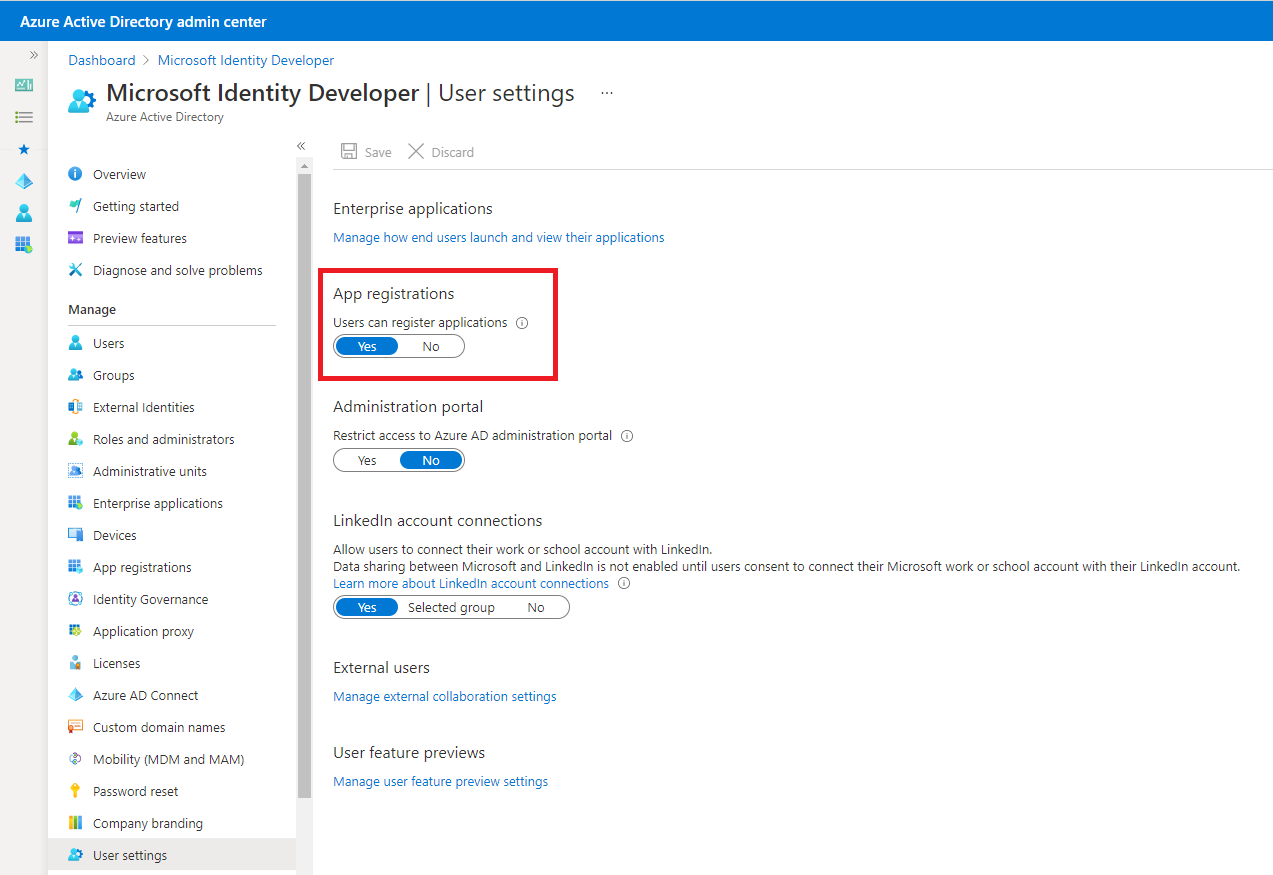 Azure Active Directory admin center
Dashboard > Microsoft Identity Developer
Microsoft Identity Developer | User settings ...
Azure Active Directory
Overview
Getting started
Preview features
Diagnose and solve problems
Manage
Users
Groups
External Identities
Roles and administrators
Administrative units
Enterprise applications
Devices
App registrations
Identity Governance
Application proxy
Licenses
Azure AD Connect
Custom domain names
Mobility (MDM and MAM)
Password reset
Company branding
User settings
Save Discard
Enterprise applications
Manage how end users launch and view their applications
App registrations
Users can register applications
Yes No
Administration portal
Restrict access to Azure AD administration portal
Yes No
LinkedIn account connections
Allow users to connect their work or school account with LinkedIn.
Data sharing between Microsoft and LinkedIn is not enabled until users consent to connect their Microsoft work or school account with their LinkedIn account.
Learn more about LinkedIn account connections
Yes Selected group No
External users
Manage external collaboration settings
User feature previews
Manage user feature preview settings